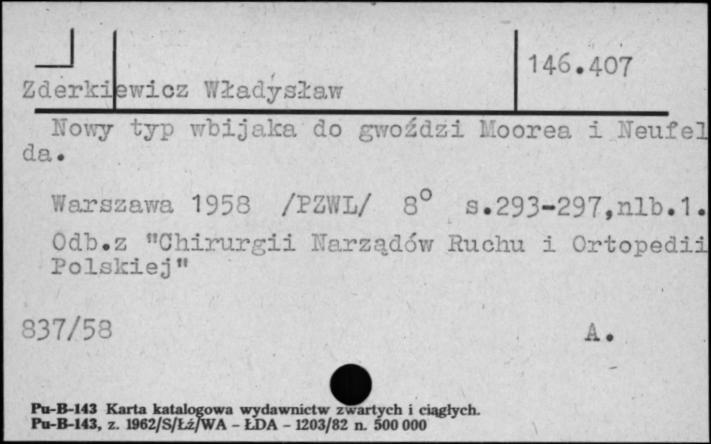 146.407
Zderkiewicz Władysław
Nowy typ wbijaka do gwoździ Moorea i Neufel
da.
Warszawa 1958 /PZWL/ 8° s.293-297,nlb.1.
Odb.z "Chirurgii Narządów Ruchu i Ortopedii
Polskiej"
837/58 A.
Pu-B-143 Karta katalogowa wydawnictw zwartych i ciągłych.
Pu-B-143, z. 1962/S/Łż/WA - ŁDA - 1203/82 n. 500 000